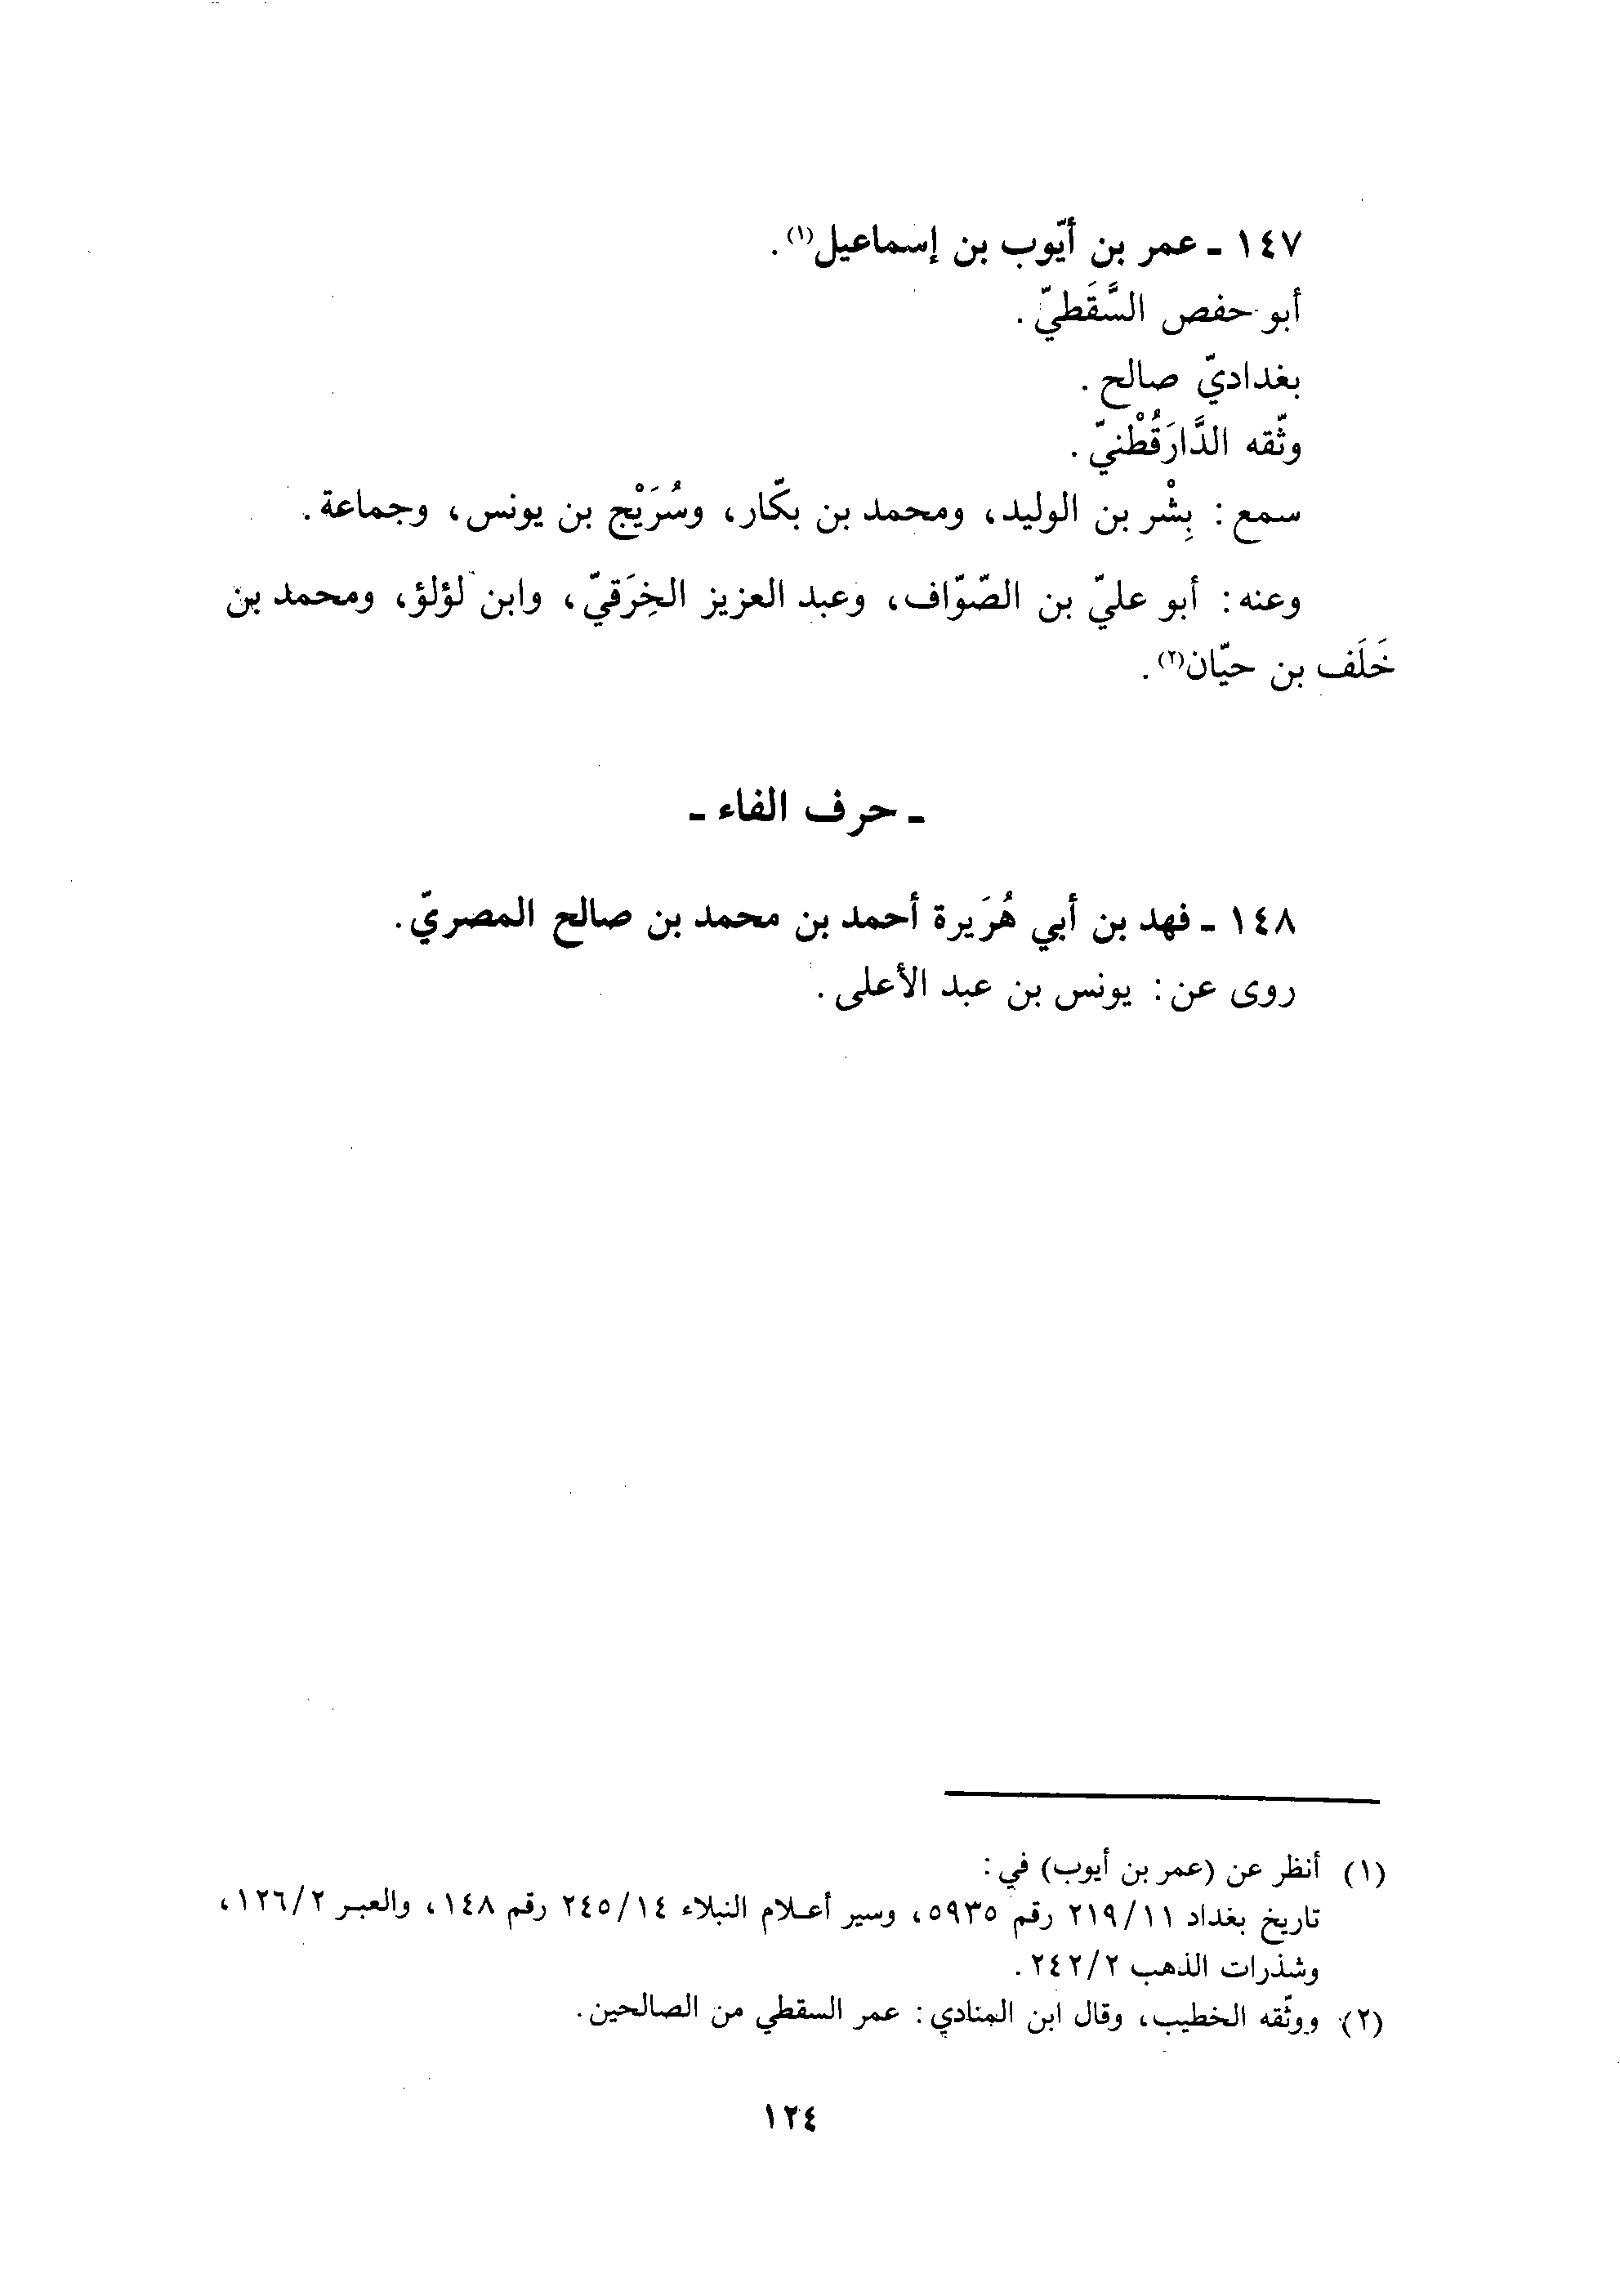 ١٤٧ ـ عمر بن أيّوب بن إسماعيل(١).
أبو حفص السَّقَطيّ.
بغداديّ صالح.
وثّقه الدَّارَقُطْنيّ.
سمع: بِشْر بن الوليد، ومحمد بن بكّار، وسُرَيْج بن يونس، وجماعة.
وعنه: أبو عليّ بن الصّوّاف، وعبد العزيز الخِرَقيّ، وابن لؤلؤ، ومحمد بن
خَلَف بن حيّان(٢).
ـ حرف الفاء ـ
١٤٨ ـ فهد بن أبي هُرَيرة أحمد بن محمد بن صالح المصريّ.
روى عن: يونس بن عبد الأعلى.
(١) أنظر عن (عمر بن أيوب) في:
تاريخ بغداد ٢١٩/١١ رقم ٥٩٣٥، وسير أعلام النبلاء ٢٤٥/١٤ رقم ١٤٨، والعبر ١٢٦/٢،
وشذرات الذهب ٢٤٢/٢.
(٢) ووثّقه الخطيب، وقال ابن المنادي: عمر السقطي من الصالحين.
١٢٤